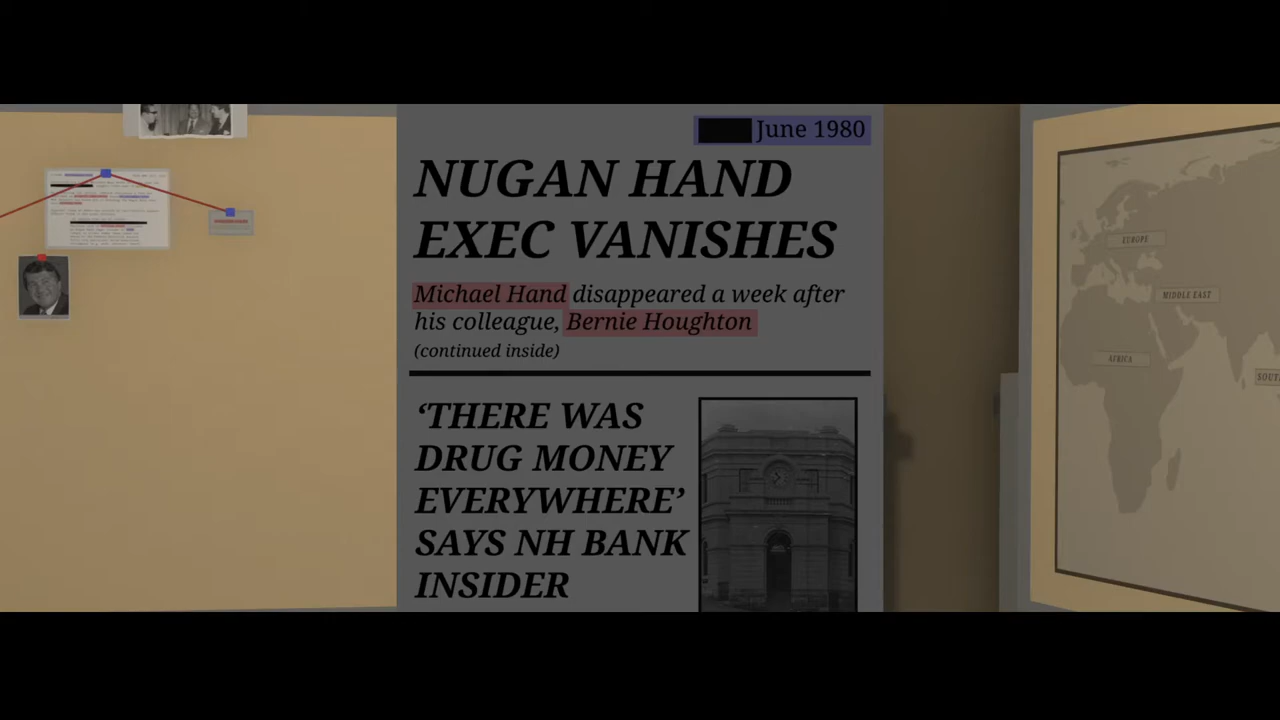 June 1980
NUGAN HAND
EXEC VANISHES
Michael Hand disappeared a week after
his colleague, Bernie Houghton
(continued inside)
‘THERE WAS
DRUG MONEY
EVERYWHERE’
SAYS NH BANK
INSIDER
EUROPE
MIDDLE EAST
AFRICA